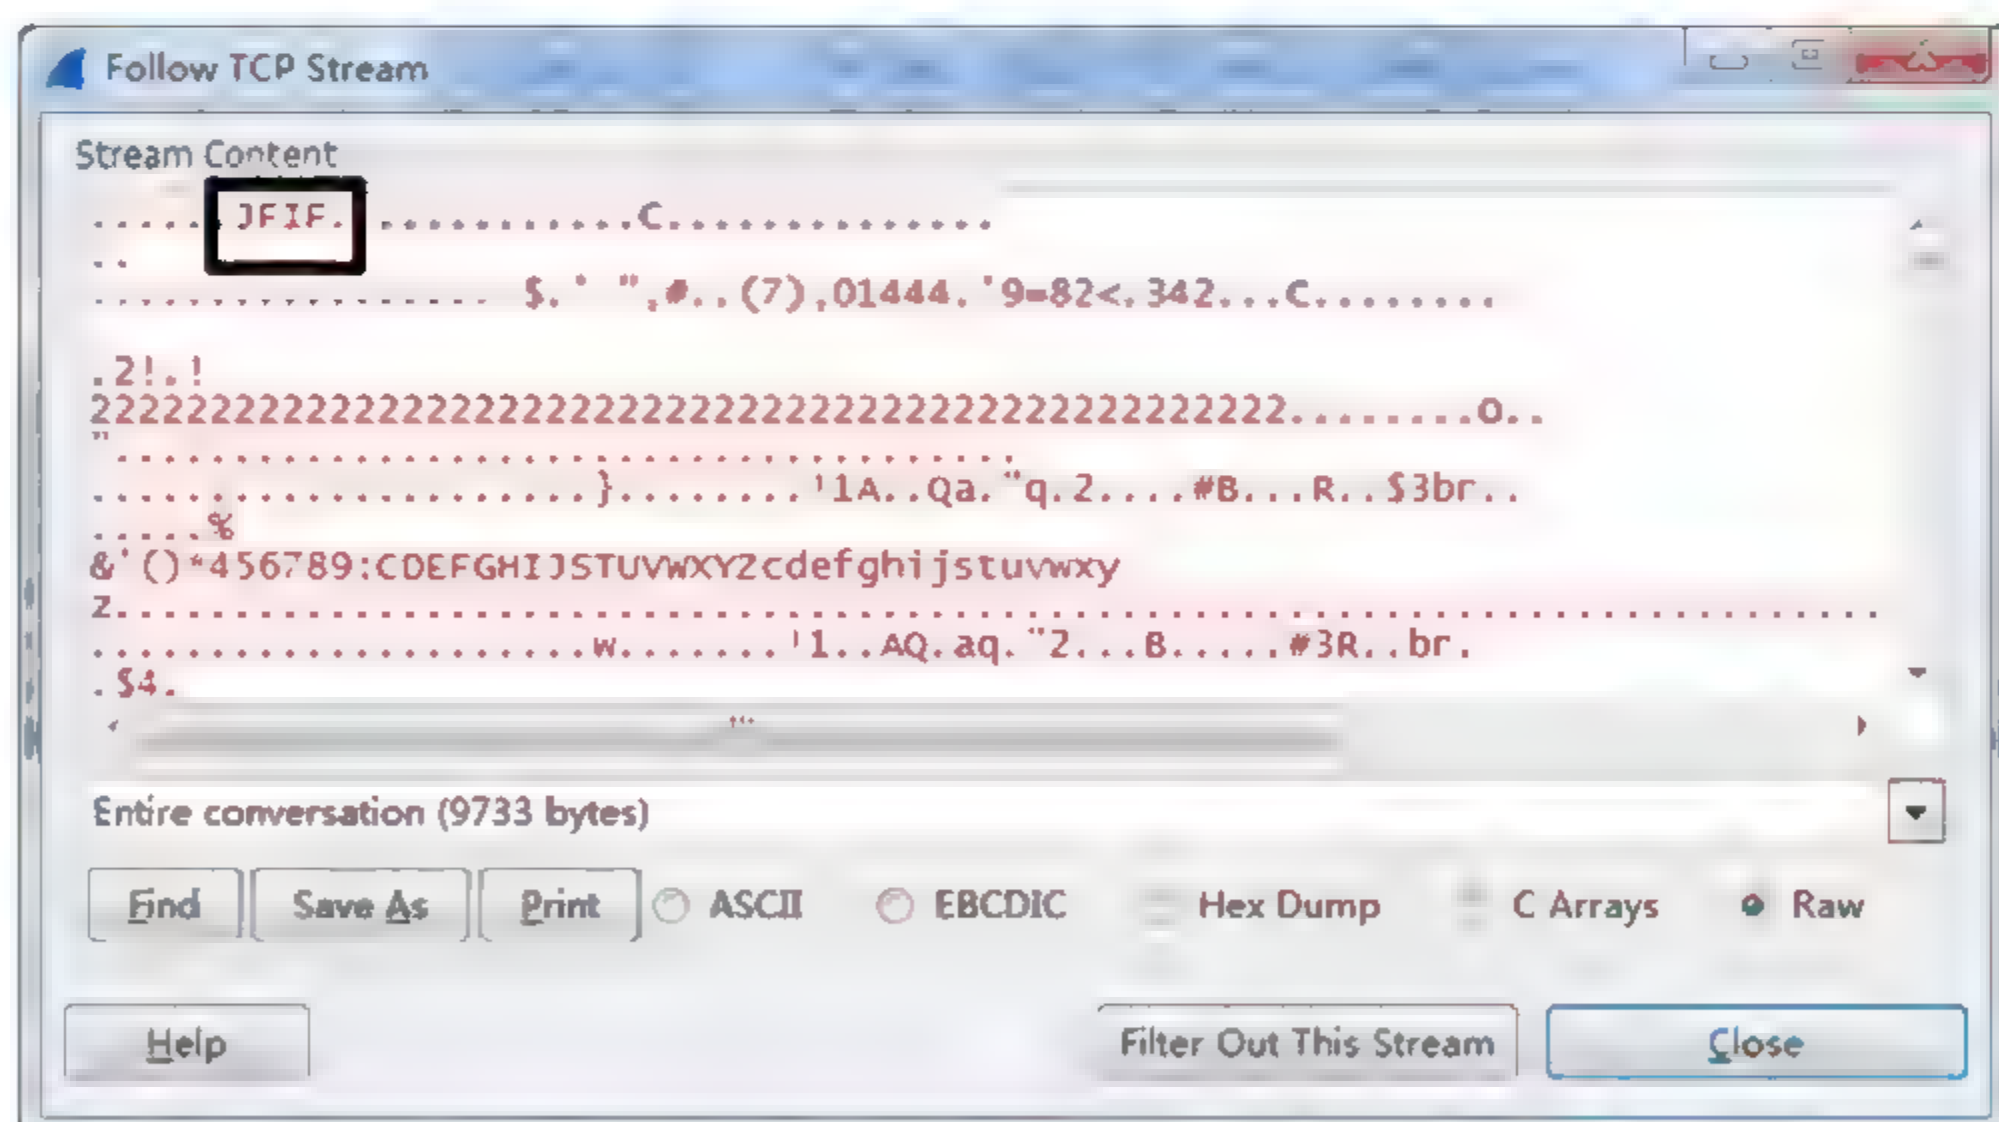 Follow TCP Stream
Stream Content
......JFIF. ...........C..............
..
................. $.' ",#..(7),01444.'9=82<.342...C........
.2!.!
22222222222222222222222222222222222222222222222222........O..
"......................................
.....................}........!1A..Qa."q.2....#B...R..$3br..
.....%
&'()*456789:CDEFGHIJSTUVWXYZcdefghijstuvwxy
z..........................................................................
.....................w.......!1..AQ.aq."2...B.....#3R..br.
.$4.
Entire conversation (9733 bytes)
Find Save As Print ASCII EBCDIC Hex Dump C Arrays Raw
Help Filter Out This Stream Close